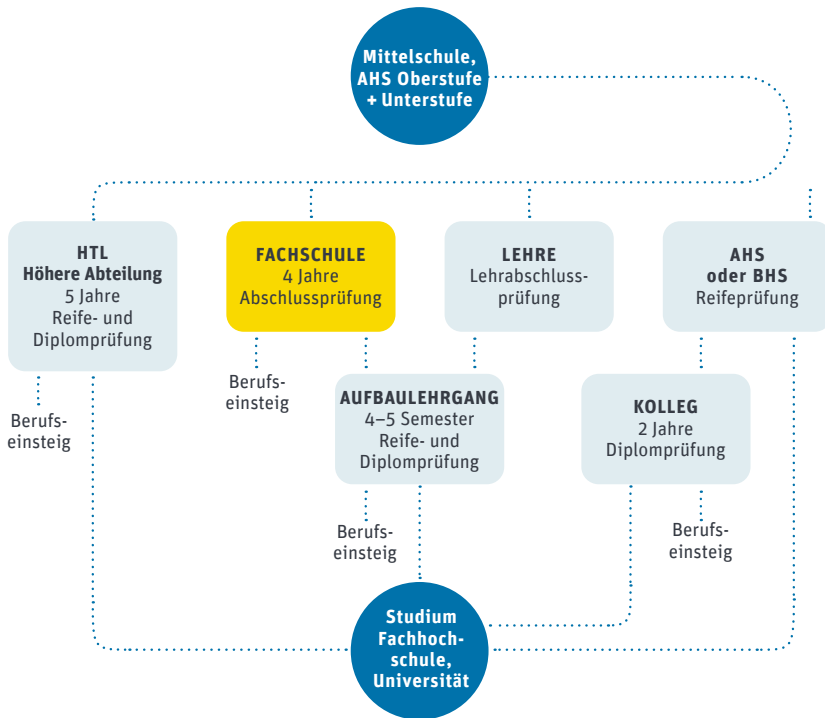 Mittelschule,
AHS Oberstufe
+ Unterstufe
HTL
Höhere Abteilung
5 Jahre
Reife- und
Diplomprüfung
FACHSCHULE
4 Jahre
Abschlussprüfung
LEHRE
Lehrabschluss-
prüfung
AHS
oder BHS
Reifeprüfung
Berufs-
einsteig
Berufs-
einsteig
AUFBAULEHRGANG
4–5 Semester
Reife- und
Diplomprüfung
KOLLEG
2 Jahre
Diplomprüfung
Berufs-
einsteig
Berufs-
einsteig
Studium
Fachhoch-
schule,
Universität